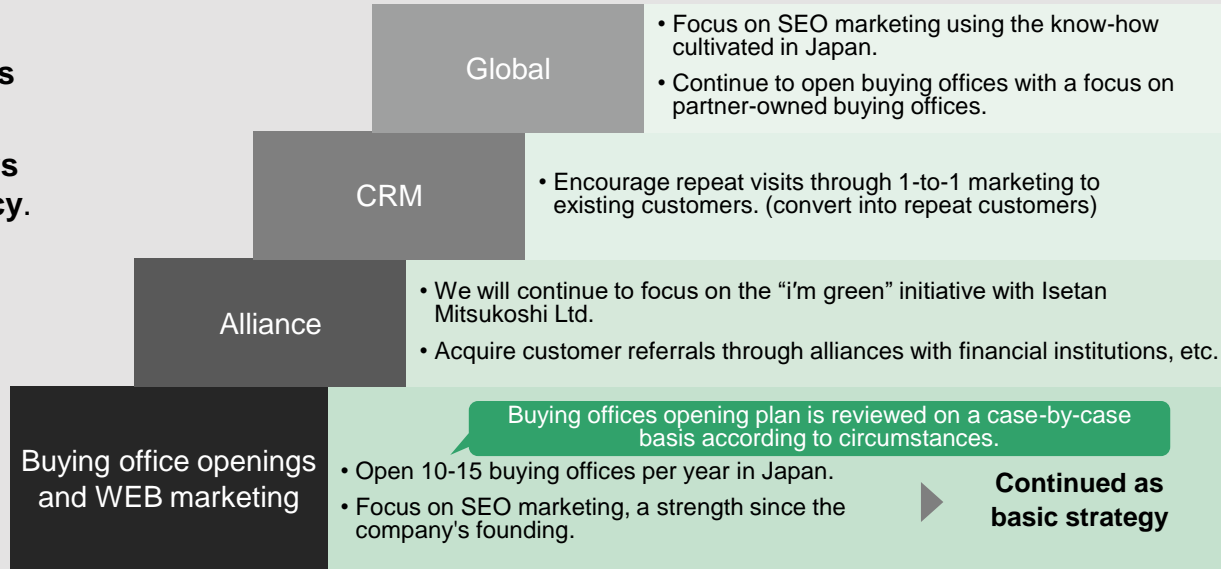 s
s
cy.
Global
• Focus on SEO marketing using the know-how
cultivated in Japan.
• Continue to open buying offices with a focus on
partner-owned buying offices.
CRM
• Encourage repeat visits through 1-to-1 marketing to
existing customers. (convert into repeat customers)
Alliance
• We will continue to focus on the “i'm green” initiative with Isetan
Mitsukoshi Ltd.
• Acquire customer referrals through alliances with financial institutions, etc.
Buying office openings
and WEB marketing
Buying offices opening plan is reviewed on a case-by-case
basis according to circumstances.
• Open 10-15 buying offices per year in Japan.
• Focus on SEO marketing, a strength since the
company's founding.
Continued as
basic strategy